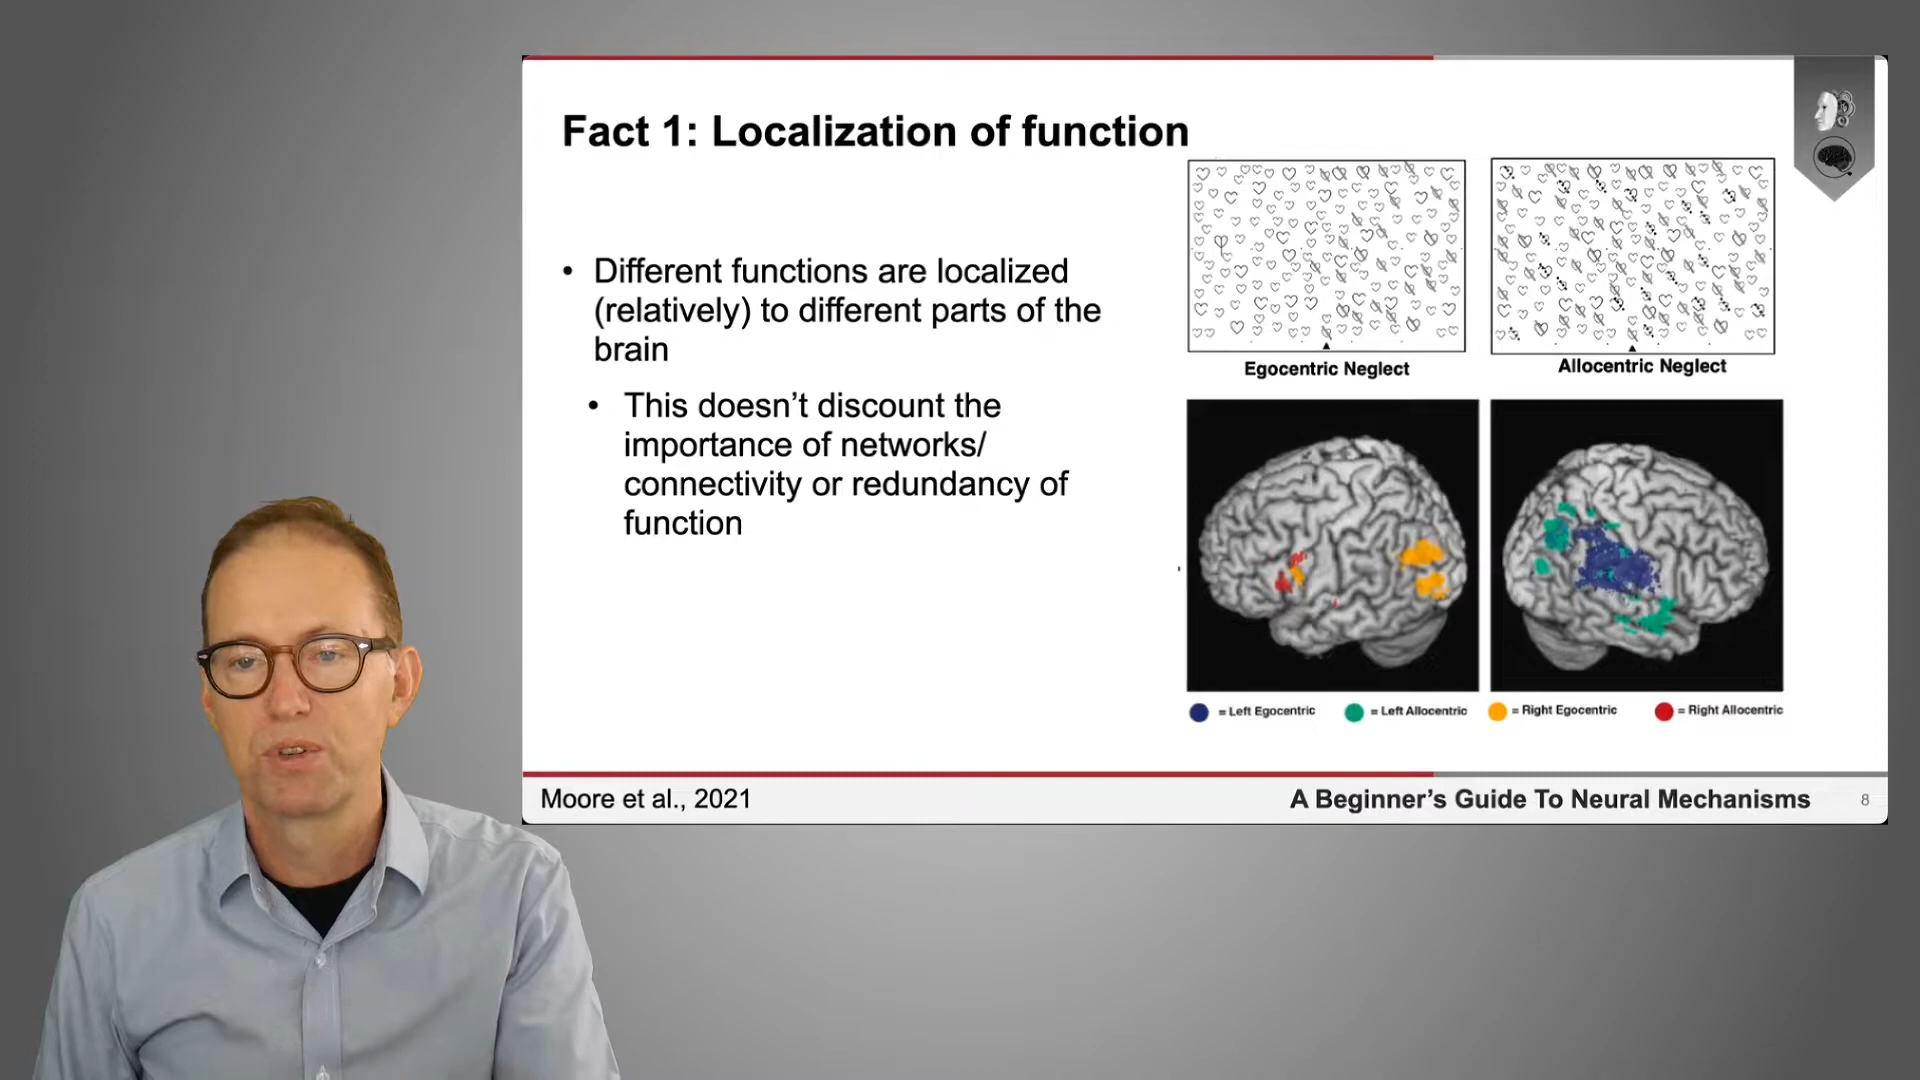 Fact 1: Localization of function
• Different functions are localized
(relatively) to different parts of the
brain
• This doesn’t discount the
importance of networks/
connectivity or redundancy of
function
Egocentric Neglect
Allocentric Neglect
= Left Egocentric
= Left Allocentric
= Right Egocentric
= Right Allocentric
Moore et al., 2021
A Beginner’s Guide To Neural Mechanisms
8